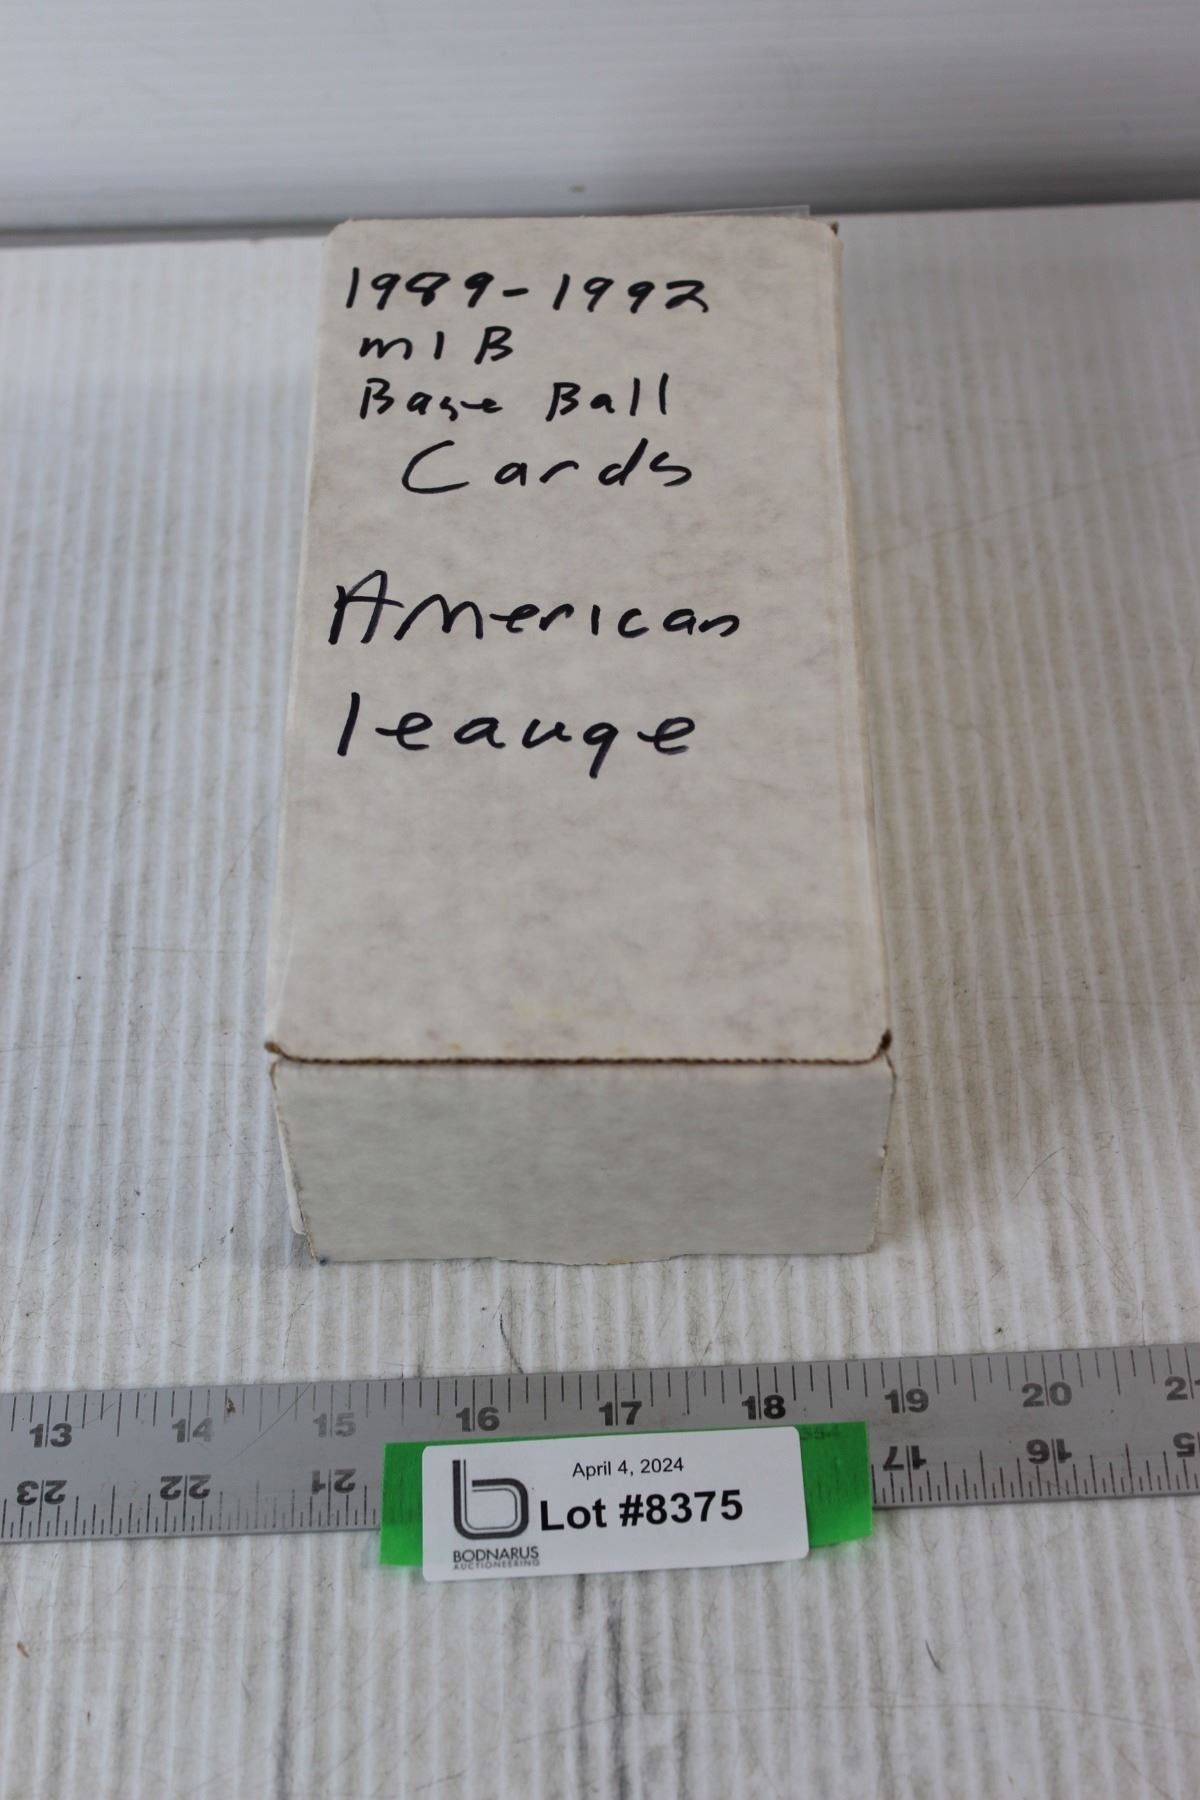 1989-1992
mlB
Base Ball
Cards
American
leauge
13 14 15 16 17 18 19 20
23 22 21 17 16
April 4, 2024
Lot #8375
BODNARUS
AUCTIONEERING